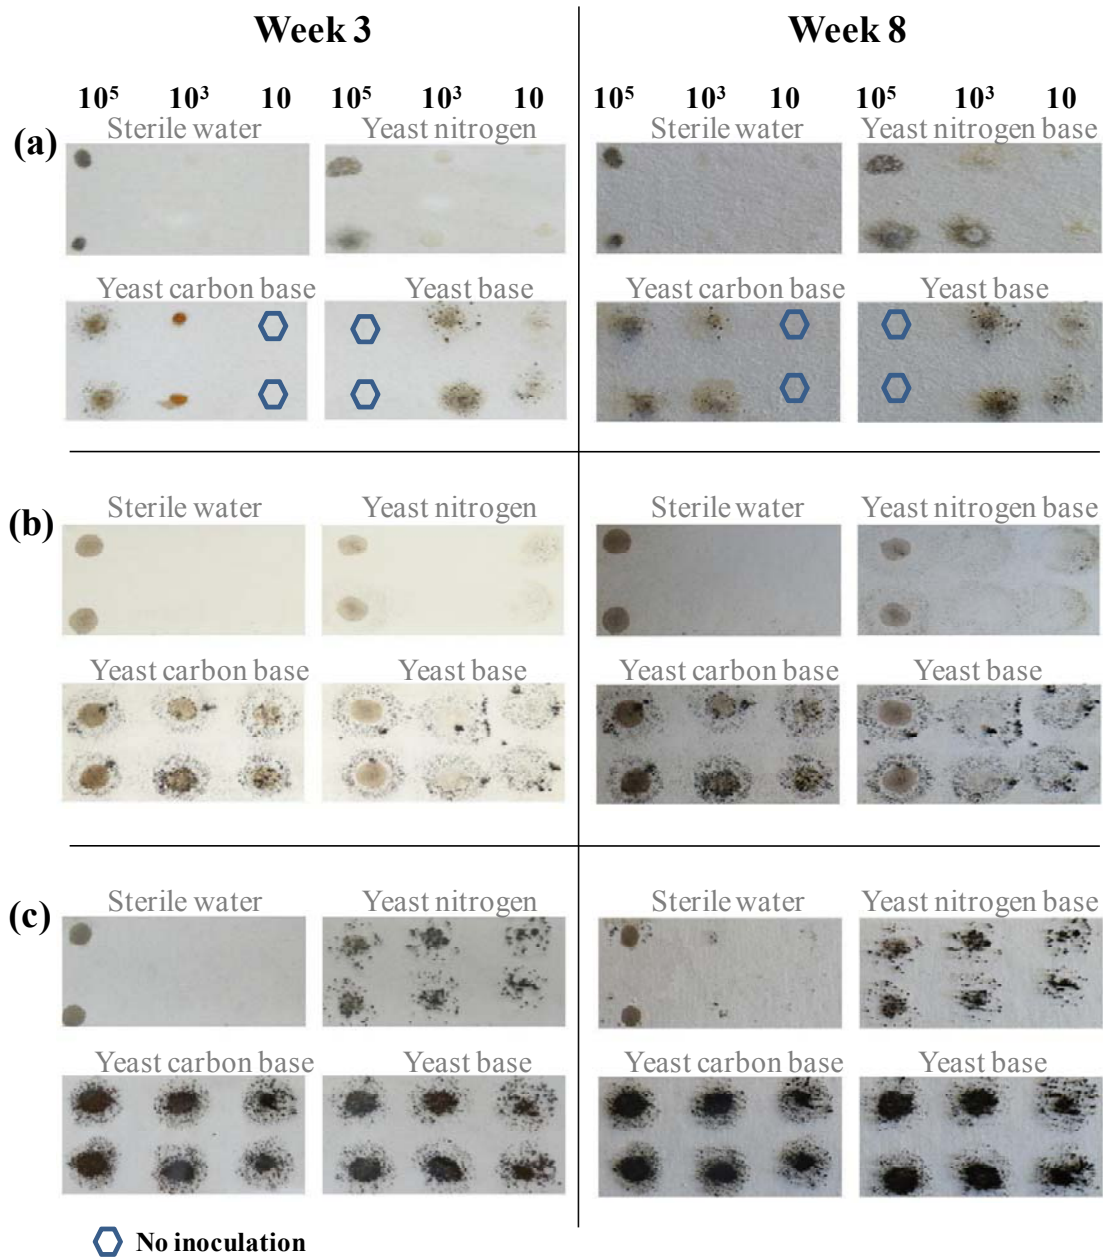 Week 3 Week 8
10⁵ 10³ 10 10⁵ 10³ 10 10⁵ 10³ 10 10⁵ 10³ 10
(a) Sterile water Yeast nitrogen Sterile water Yeast nitrogen base
Yeast carbon base Yeast base Yeast carbon base Yeast base
(b) Sterile water Yeast nitrogen Sterile water Yeast nitrogen base
Yeast carbon base Yeast base Yeast carbon base Yeast base
(c) Sterile water Yeast nitrogen Sterile water Yeast nitrogen base
Yeast carbon base Yeast base Yeast carbon base Yeast base
No inoculation